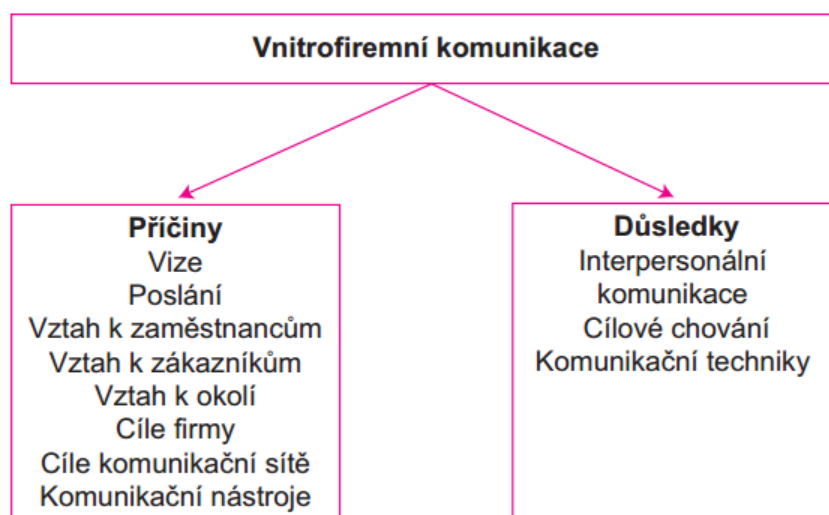 Vnitrofiremní komunikace
Příčiny
Vize
Poslání
Vztah k zaměstnancům
Vztah k zákazníkům
Vztah k okolí
Cíle firmy
Cíle komunikační sítě
Komunikační nástroje
Důsledky
Interpersonální
komunikace
Cílové chování
Komunikační techniky